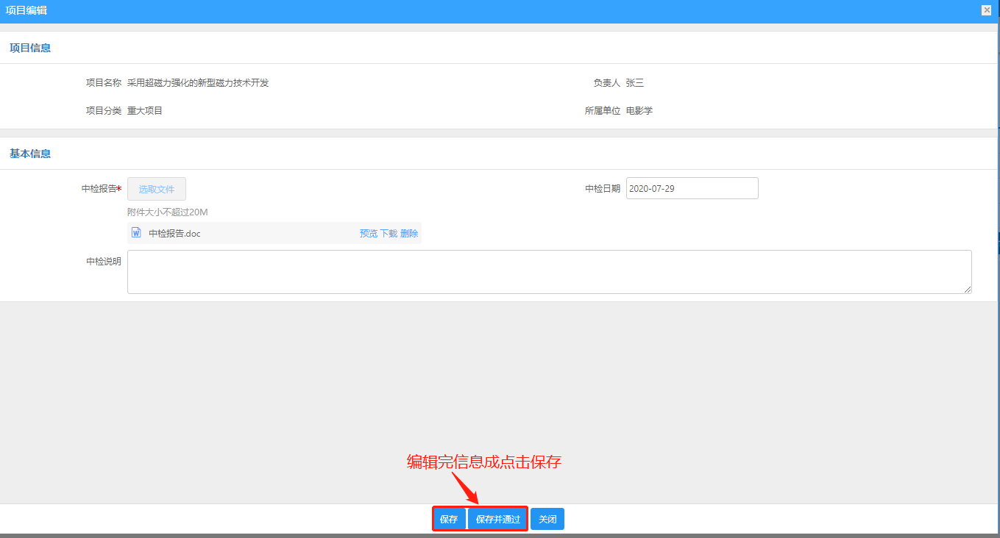 项目编辑
项目信息
项目名称 采用超磁力强化的新型磁力技术开发 负责人 张三
项目分类 重大项目 所属单位 电影学
基本信息
中检报告* 选取文件 中检日期 2020-07-29
附件大小不超过20M
中检报告.doc 预览 下载 删除
中检说明
编辑完信息成点击保存
保存 保存并通过 关闭